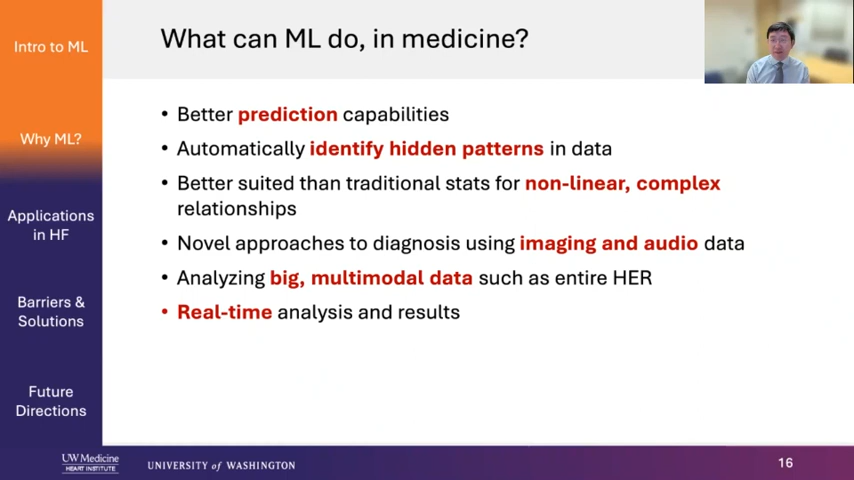 Intro to ML
Why ML?
Applications
in HF
Barriers &
Solutions
Future
Directions
What can ML do, in medicine?
• Better prediction capabilities
• Automatically identify hidden patterns in data
• Better suited than traditional stats for non-linear, complex
relationships
• Novel approaches to diagnosis using imaging and audio data
• Analyzing big, multimodal data such as entire HER
• Real-time analysis and results
UW Medicine
HEART INSTITUTE
UNIVERSITY of WASHINGTON
16